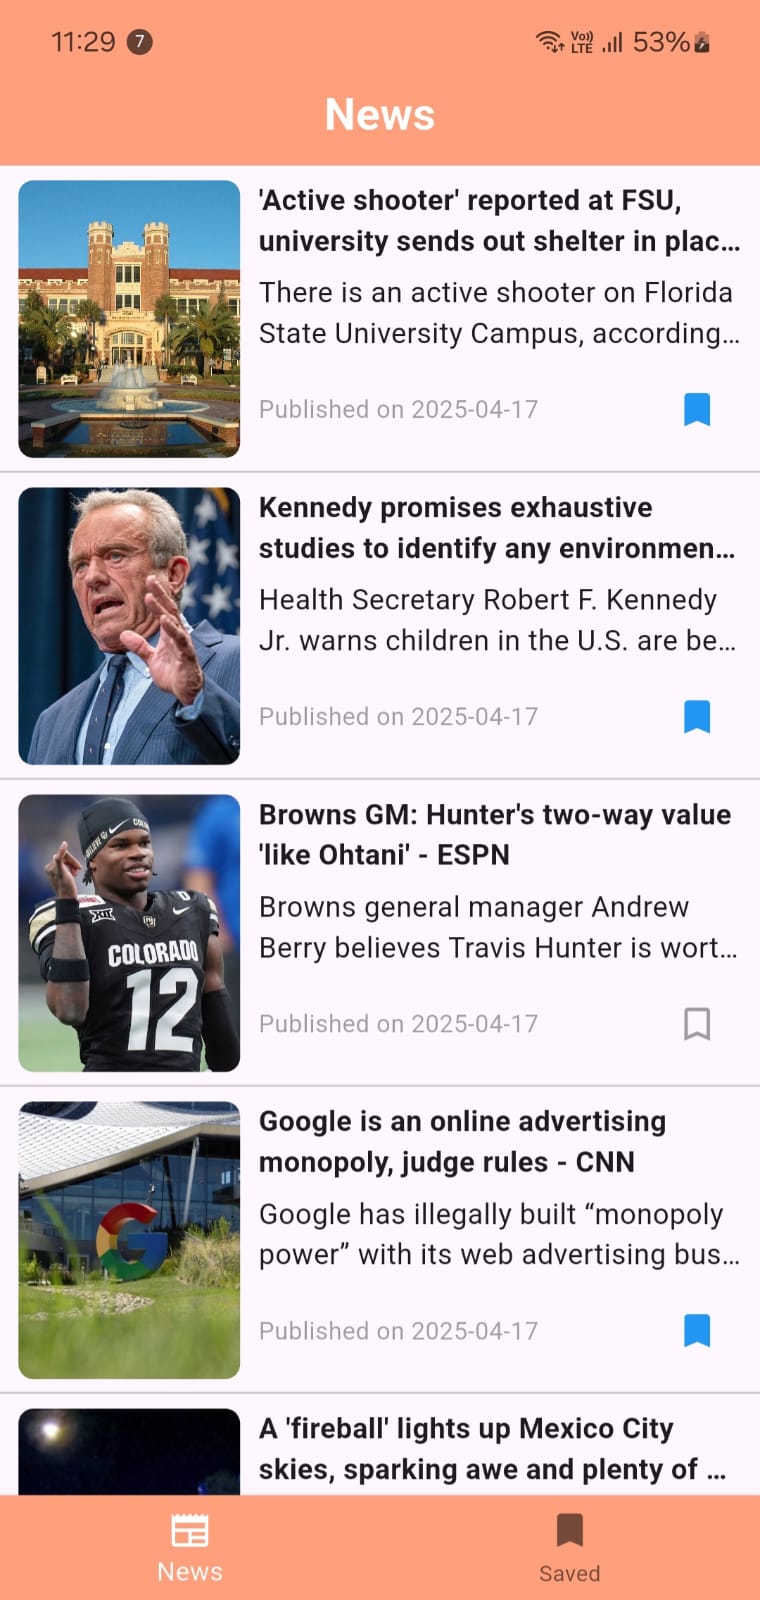 11:29 7 Vo)) LTE 53%
News
'Active shooter' reported at FSU,
university sends out shelter in plac...
There is an active shooter on Florida
State University Campus, according...
Published on 2025-04-17
Kennedy promises exhaustive
studies to identify any environmen...
Health Secretary Robert F. Kennedy
Jr. warns children in the U.S. are be...
Published on 2025-04-17
COLORADO
12
Browns GM: Hunter's two-way value
'like Ohtani' - ESPN
Browns general manager Andrew
Berry believes Travis Hunter is wort...
Published on 2025-04-17
G
Google is an online advertising
monopoly, judge rules - CNN
Google has illegally built “monopoly
power” with its web advertising bus...
Published on 2025-04-17
A 'fireball' lights up Mexico City
skies, sparking awe and plenty of ...
News
Saved